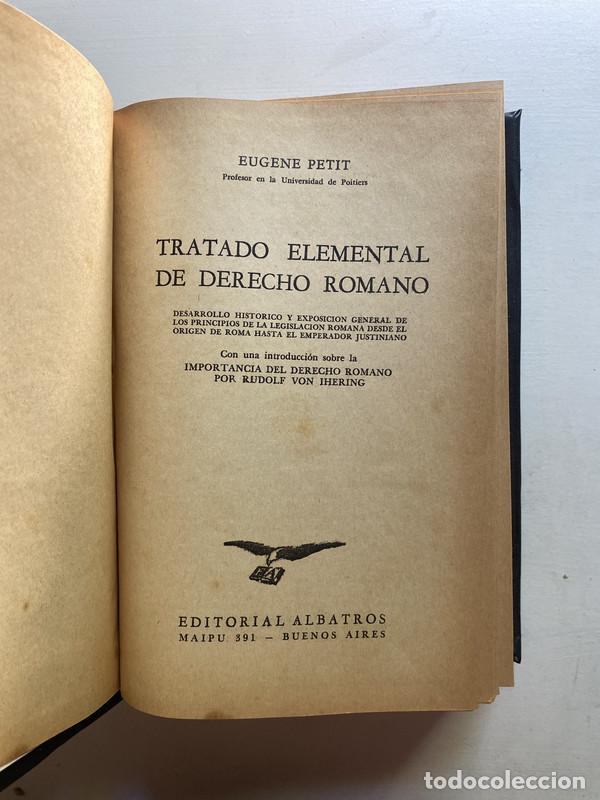 EUGENE PETIT
Profesor en la Universidad de Poitiers
TRATADO ELEMENTAL
DE DERECHO ROMANO
DESARROLLO HISTORICO Y EXPOSICION GENERAL DE
LOS PRINCIPIOS DE LA LEGISLACION ROMANA DESDE EL
ORIGEN DE ROMA HASTA EL EMPERADOR JUSTINIANO
Con una introducción sobre la
IMPORTANCIA DEL DERECHO ROMANO
POR RUDOLF VON IHERING
EA
EDITORIAL ALBATROS
MAIPU 391 — BUENOS AIRES
todocoleccion